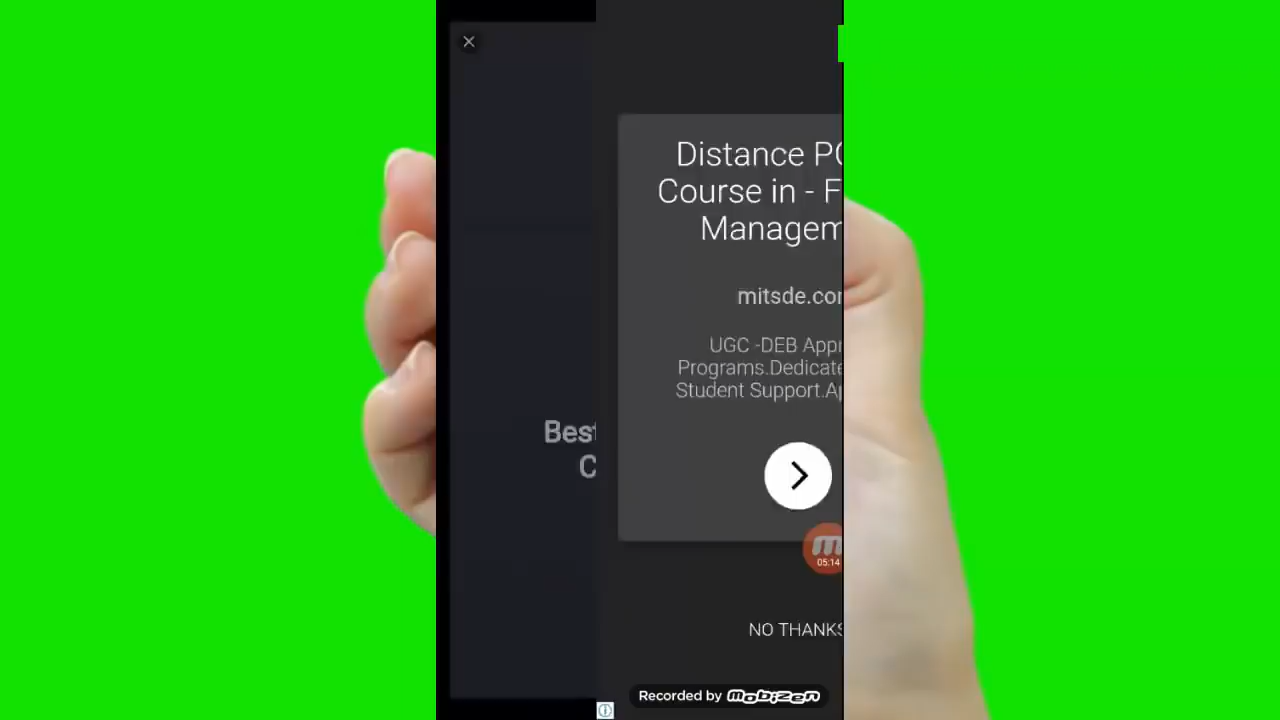 Distance P
Course in - F
Managem
mitsde.co
UGC -DEB App
Programs.Dedicate
Student Support.A
Best
C
05:14
NO THANKS
Recorded by mobizen